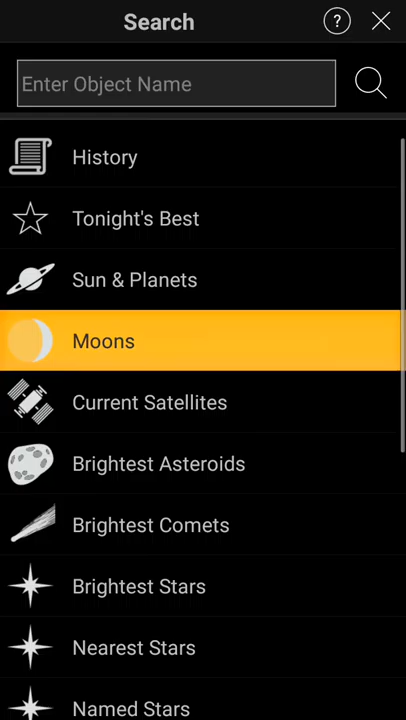 Search
?
Enter Object Name
History
Tonight's Best
Sun & Planets
Moons
Current Satellites
Brightest Asteroids
Brightest Comets
Brightest Stars
Nearest Stars
Named Stars